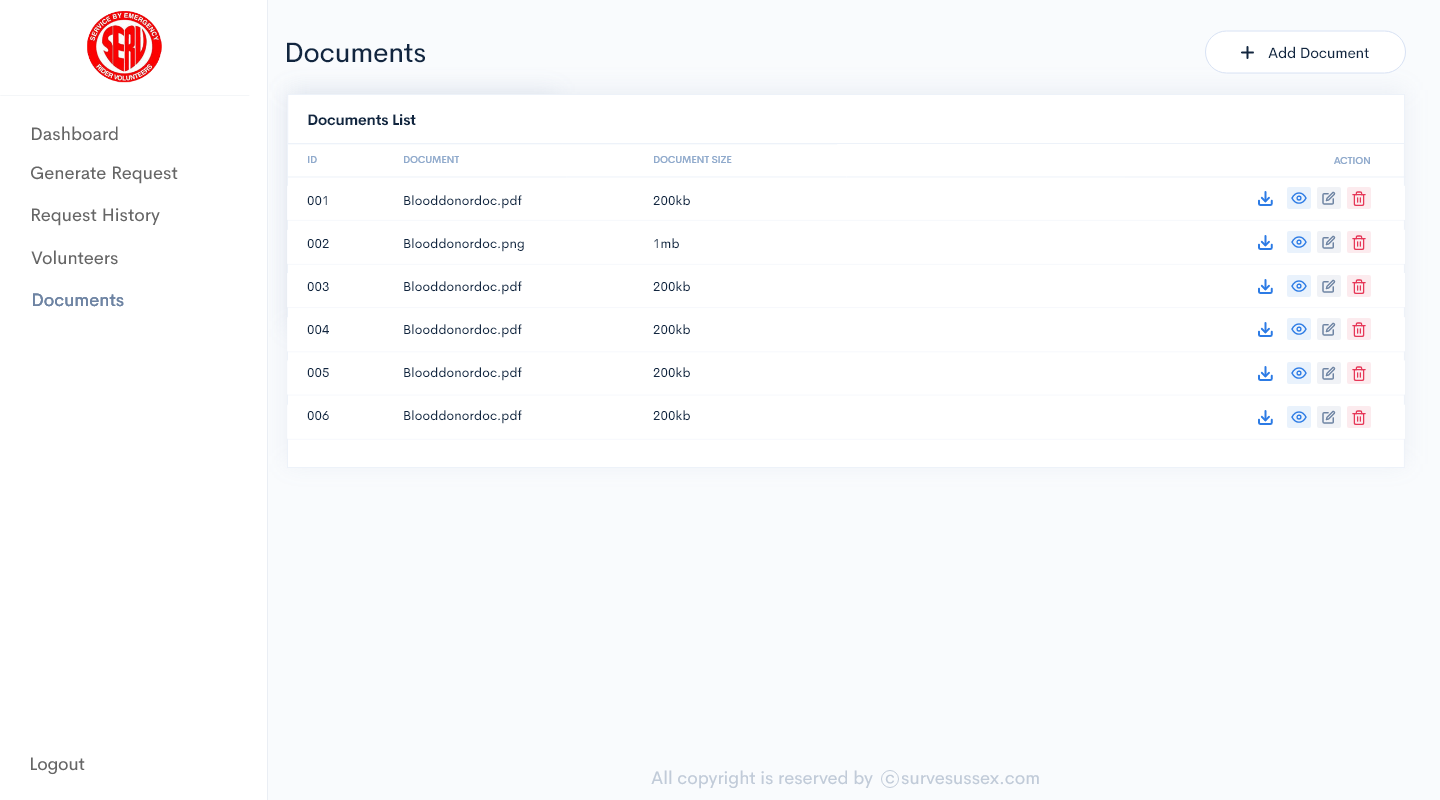 SERVICE BY EMERGENCY
SERV
RIDER VOLUNTEERS
Dashboard
Generate Request
Request History
Volunteers
Documents
Logout
Documents
+ Add Document
Documents List
ID DOCUMENT DOCUMENT SIZE ACTION
001 Blooddonordoc.pdf 200kb
002 Blooddonordoc.png 1mb
003 Blooddonordoc.pdf 200kb
004 Blooddonordoc.pdf 200kb
005 Blooddonordoc.pdf 200kb
006 Blooddonordoc.pdf 200kb
All copyright is reserved by ©survesussex.com